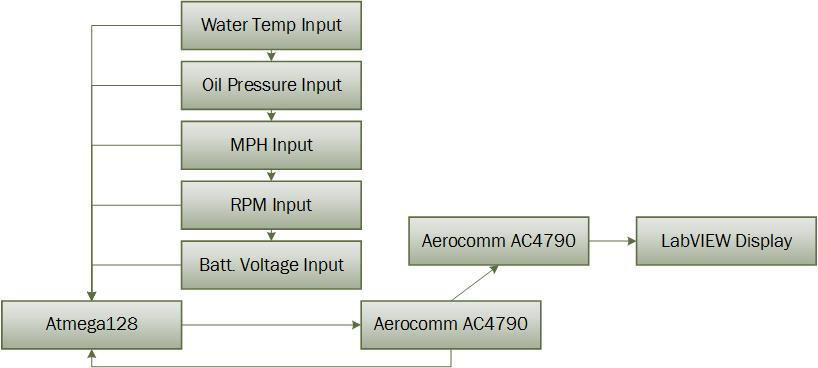 Water Temp Input
Oil Pressure Input
MPH Input
RPM Input
Batt. Voltage Input
Aerocomm AC4790
LabVIEW Display
Atmega128
Aerocomm AC4790